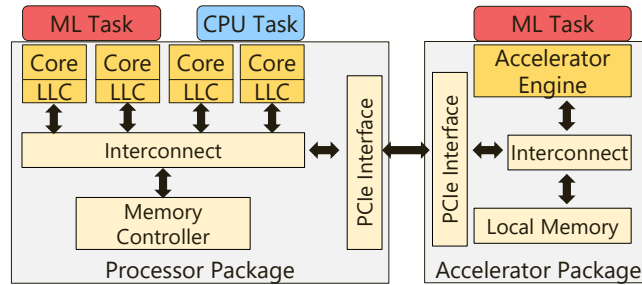 ML Task
CPU Task
ML Task
Core
Core
Core
Core
LLC
LLC
LLC
LLC
Interconnect
Memory
Controller
PCIe Interface
Processor Package
PCIe Interface
Accelerator
Engine
Interconnect
Local Memory
Accelerator Package